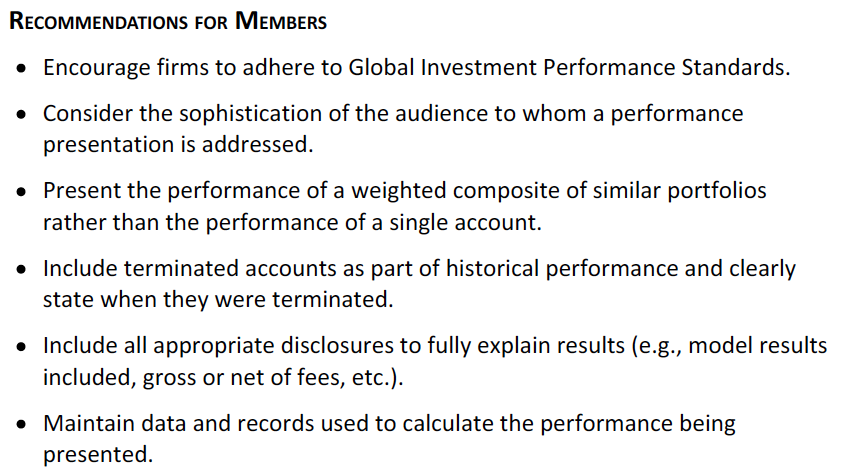 RECOMMENDATIONS FOR MEMBERS
• Encourage firms to adhere to Global Investment Performance Standards.
• Consider the sophistication of the audience to whom a performance
presentation is addressed.
• Present the performance of a weighted composite of similar portfolios
rather than the performance of a single account.
• Include terminated accounts as part of historical performance and clearly
state when they were terminated.
• Include all appropriate disclosures to fully explain results (e.g., model results
included, gross or net of fees, etc.).
• Maintain data and records used to calculate the performance being
presented.